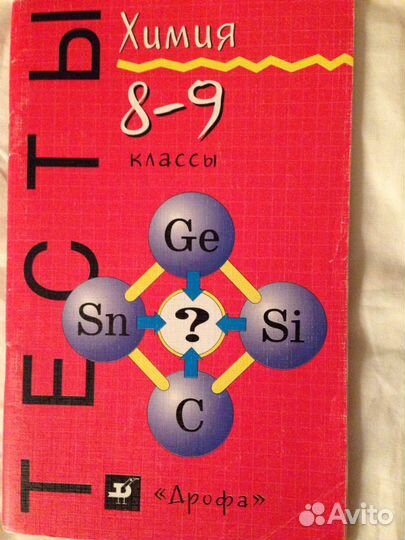 ТЕСТЫ
Химия
8-9
классы
Ge
Sn
?
Si
C
«Дрофа»
Avito